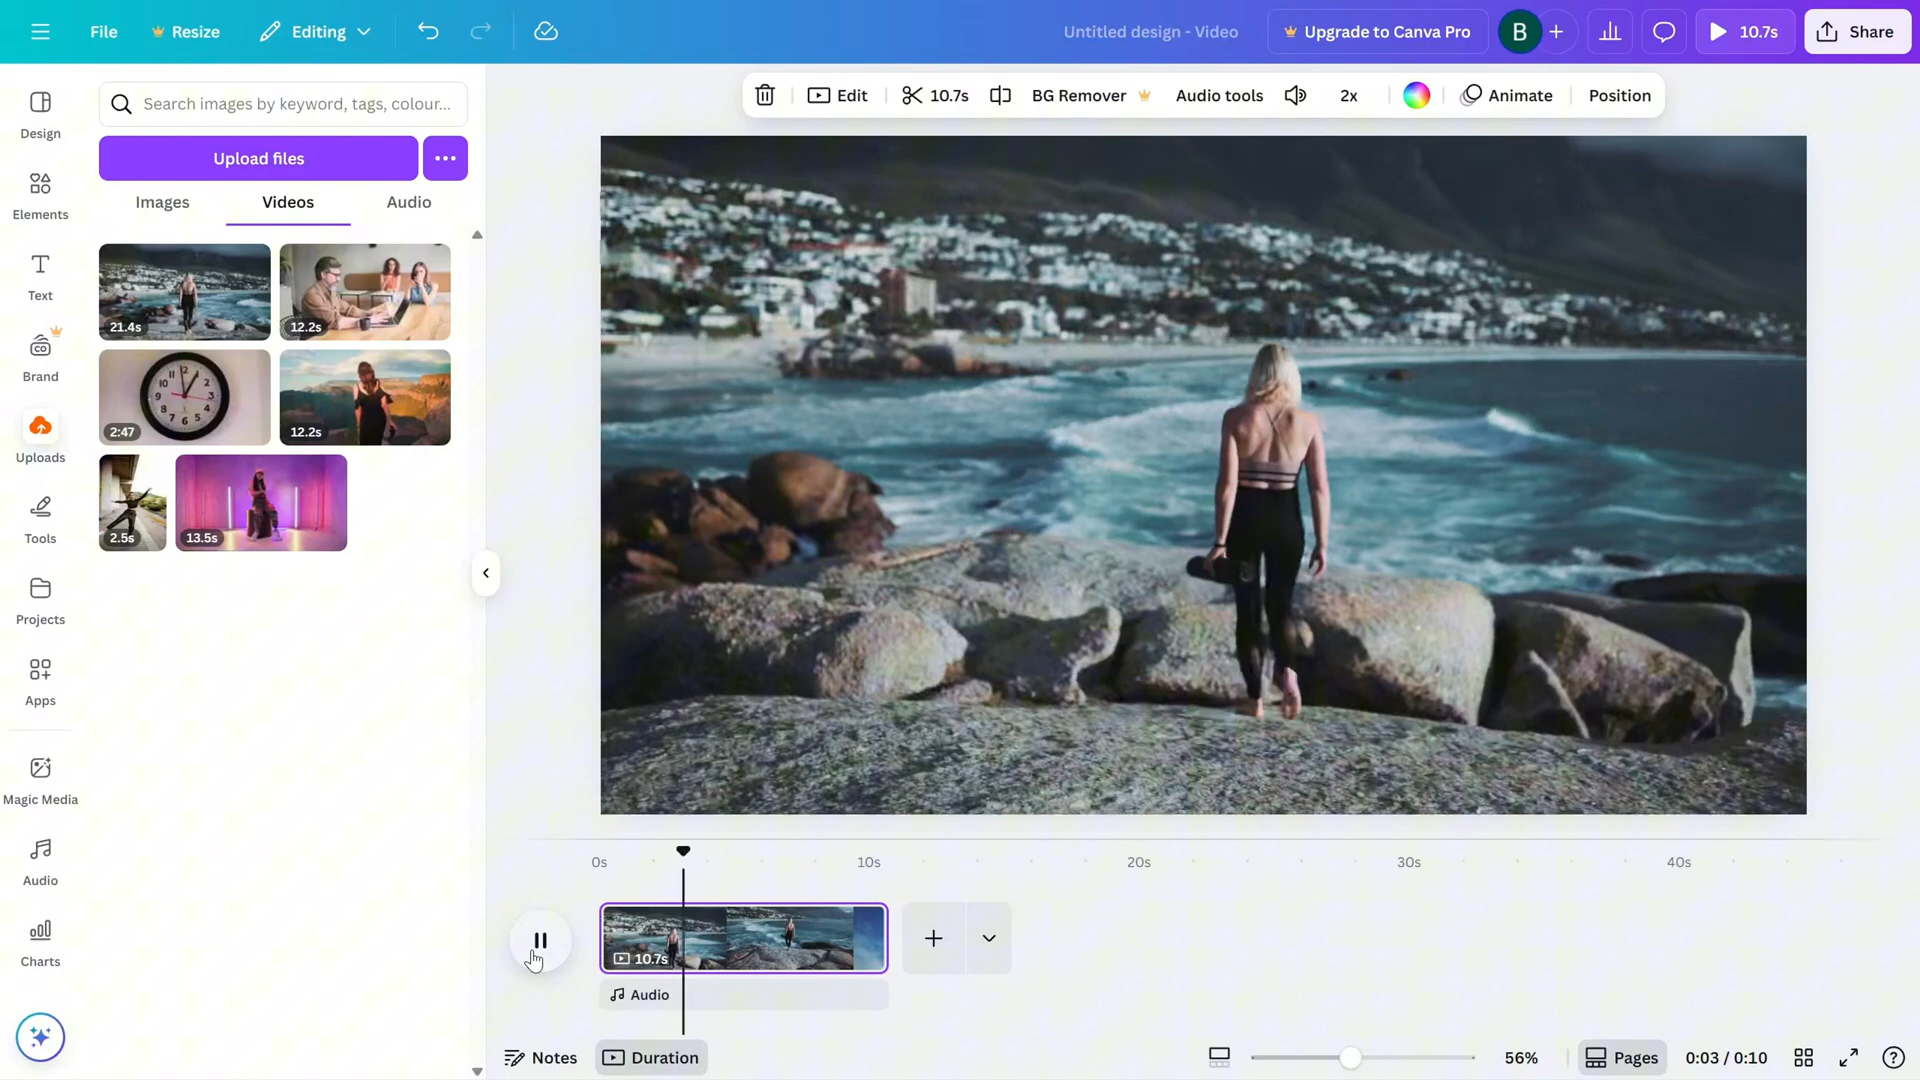 File
Resize
Editing
Untitled design - Video
Upgrade to Canva Pro
B
10.7s
Share
Design
Elements
Text
Brand
Uploads
Tools
Projects
Apps
Magic Media
Audio
Charts
Search images by keyword, tags, colour...
Upload files
Images
Videos
Audio
21.4s
12.2s
2:47
12.2s
2.5s
13.5s
Edit
10.7s
BG Remover
Audio tools
2x
Animate
Position
0s
10s
20s
30s
40s
10.7s
Audio
Notes
Duration
56%
Pages
0:03 / 0:10